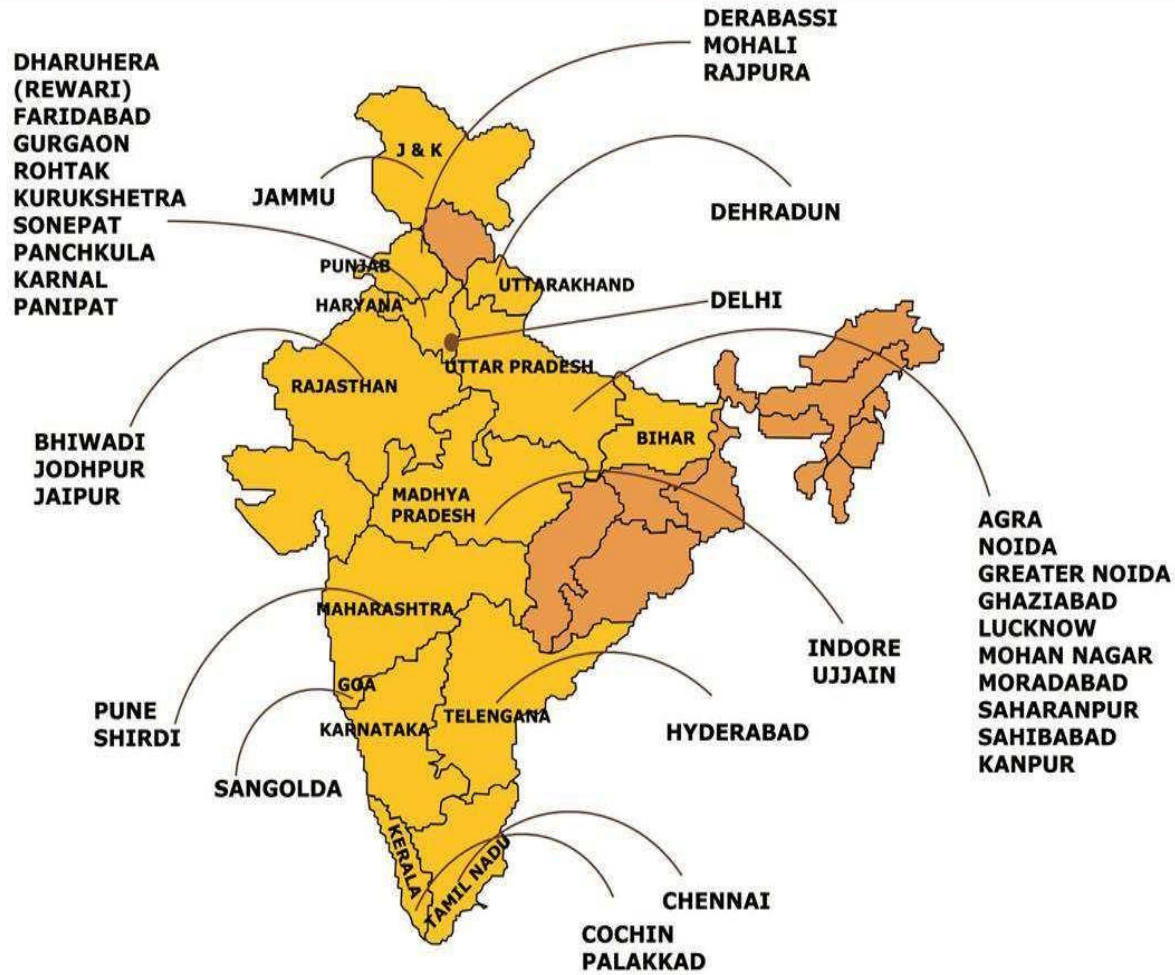 DERABASSI
MOHALI
RAJPURA
DHARUHERA
(REWARI)
FARIDABAD
GURGAON
ROHTAK
KURUKSHETRA
SONEPAT
PANCHKULA
KARNAL
PANIPAT
J & K
JAMMU
DEHRADUN
PUNJAB
UTTARAKHAND
HARYANA
DELHI
UTTAR PRADESH
RAJASTHAN
BHIWADI
JODHPUR
JAIPUR
BIHAR
MADHYA
PRADESH
AGRA
NOIDA
GREATER NOIDA
GHAZIABAD
LUCKNOW
MOHAN NAGAR
MORADABAD
SAHARANPUR
SAHIBABAD
KANPUR
MAHARASHTRA
INDORE
UJJAIN
GOA
PUNE
SHIRDI
KARNATAKA
TELENGANA
HYDERABAD
SANGOLDA
KERALA
TAMIL NADU
CHENNAI
COCHIN
PALAKKAD